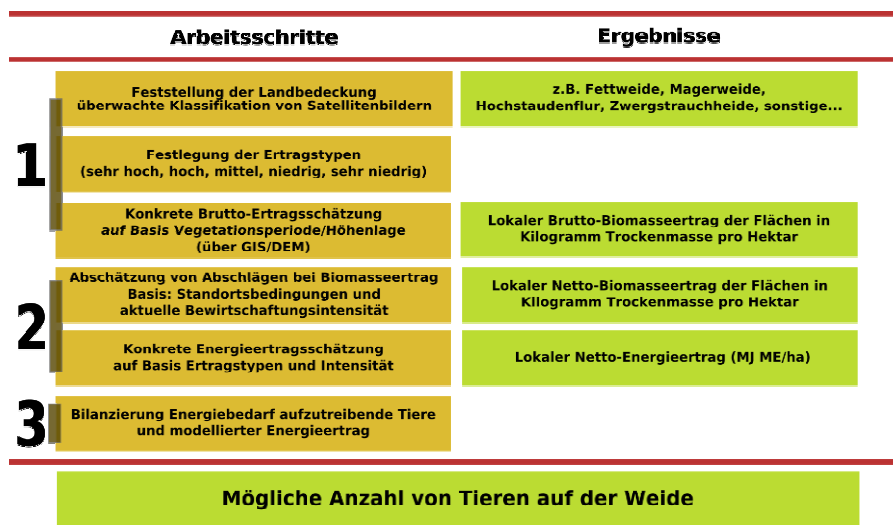 Arbeitsschritte
Ergebnisse
1
Feststellung der Landbedeckung
überwachte Klassifikation von Satellitenbildern
z.B. Fettweide, Magerweide,
Hochstaudenflur, Zwergstrauchheide, sonstige...
Festlegung der Ertragstypen
(sehr hoch, hoch, mittel, niedrig, sehr niedrig)
Konkrete Brutto-Ertragsschätzung
auf Basis Vegetationsperiode/Höhenlage
(über GIS/DEM)
Lokaler Brutto-Biomasseertrag der Flächen in
Kilogramm Trockenmasse pro Hektar
2
Abschätzung von Abschlägen bei Biomasseertrag
Basis: Standortsbedingungen und
aktuelle Bewirtschaftungsintensität
Lokaler Netto-Biomasseertrag der Flächen in
Kilogramm Trockenmasse pro Hektar
Konkrete Energieertragsschätzung
auf Basis Ertragstypen und Intensität
Lokaler Netto-Energieertrag (MJ ME/ha)
3
Bilanzierung Energiebedarf aufzutreibende Tiere
und modellierter Energieertrag
Mögliche Anzahl von Tieren auf der Weide